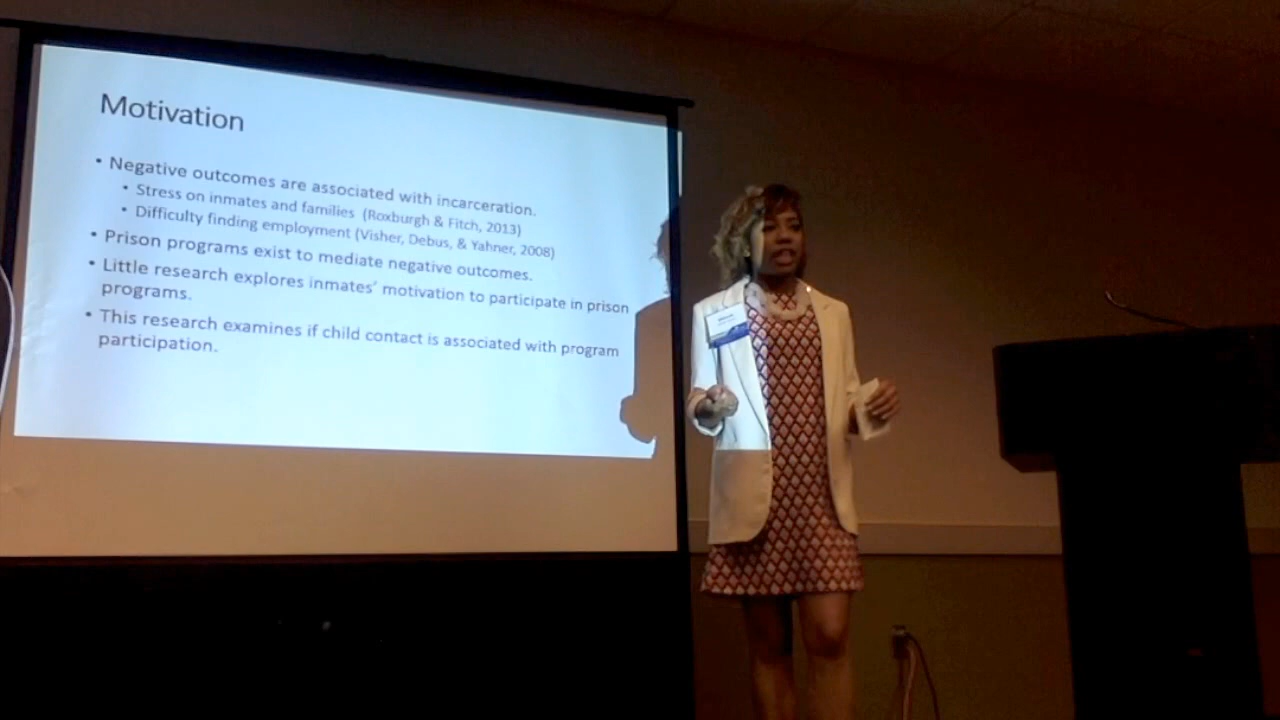 Motivation
• Negative outcomes are associated with incarceration.
• Stress on inmates and families (Roxburgh & Fitch, 2013)
• Difficulty finding employment (Visher, Debus, & Yahner, 2008)
• Prison programs exist to mediate negative outcomes.
• Little research explores inmates' motivation to participate in prison
programs.
• This research examines if child contact is associated with program
participation.